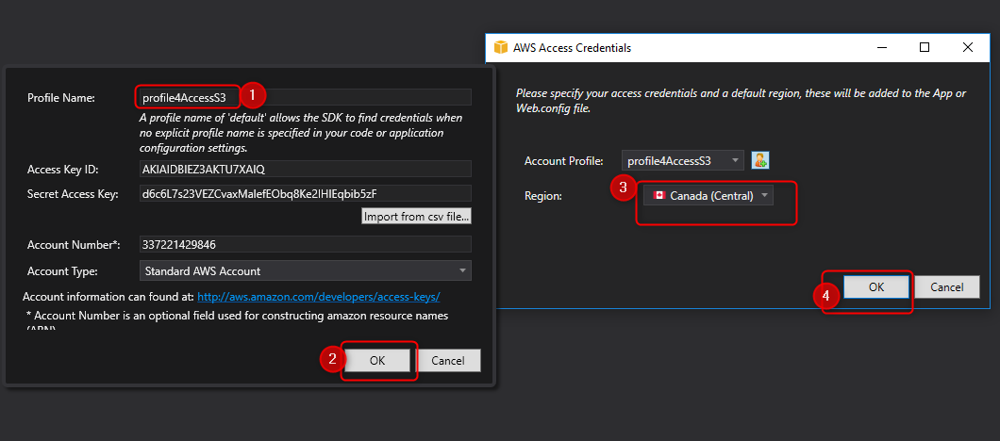 AWS Access Credentials
Profile Name: profile4AccessS3 1
A profile name of 'default' allows the SDK to find credentials when
no explicit profile name is specified in your code or application
configuration settings.
Access Key ID: AKIAIDBIEZ3AKTU7XAIQ
Secret Access Key:
Import from csv file...
Account Number*: 337221429846
Account Type: Standard AWS Account
Account information can found at: http://aws.amazon.com/developers/access-keys/
* Account Number is an optional field used for constructing amazon resource names
2 OK Cancel
Please specify your access credentials and a default region, these will be added to the App or
Web.config file.
Account Profile: profile4AccessS3
3
Region: Canada (Central)
4 OK Cancel